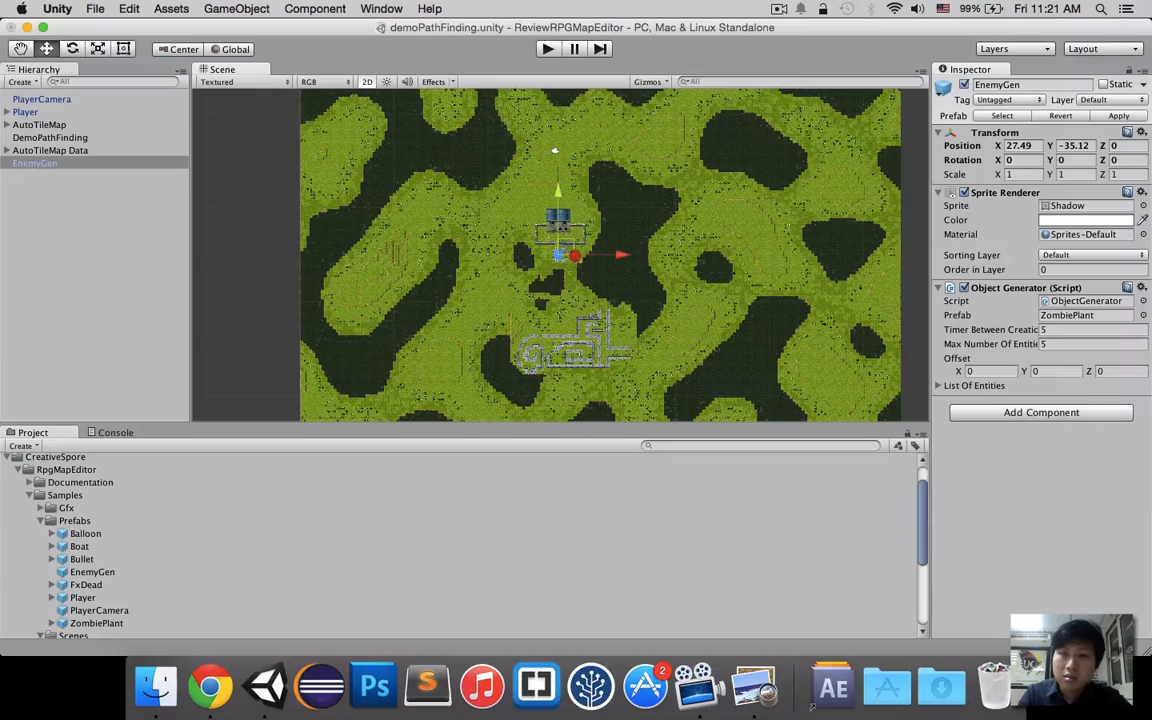 Unity File Edit Assets GameObject Component Window Help 99% Fri 11:21 AM
demoPathFinding.unity - ReviewRPGMapEditor - PC, Mac & Linux Standalone
Center Global Layers Layout
Hierarchy Scene Inspector
Create All Textured RGB 2D Effects Gizmos All
EnemyGen Static
Tag Untagged Layer Default
Prefab Select Revert Apply
PlayerCamera
Player
AutoTileMap
DemoPathFinding
AutoTileMap Data
EnemyGen
Transform
Position X 27.49 Y -35.12 Z 0
Rotation X 0 Y 0 Z 0
Scale X 1 Y 1 Z 1
Sprite Renderer
Sprite Shadow
Color
Material Sprites-Default
Sorting Layer Default
Order in Layer 0
Object Generator (Script)
Script ObjectGenerator
Prefab ZombiePlant
Timer Between Creatic 5
Max Number Of Entitie 5
Offset
X 0 Y 0 Z 0
List Of Entities
Add Component
Project Console
Create
CreativeSpore
RpgMapEditor
Documentation
Samples
Gfx
Prefabs
Balloon
Boat
Bullet
EnemyGen
FxDead
Player
PlayerCamera
ZombiePlant
Scenes
Ps S 2 AE